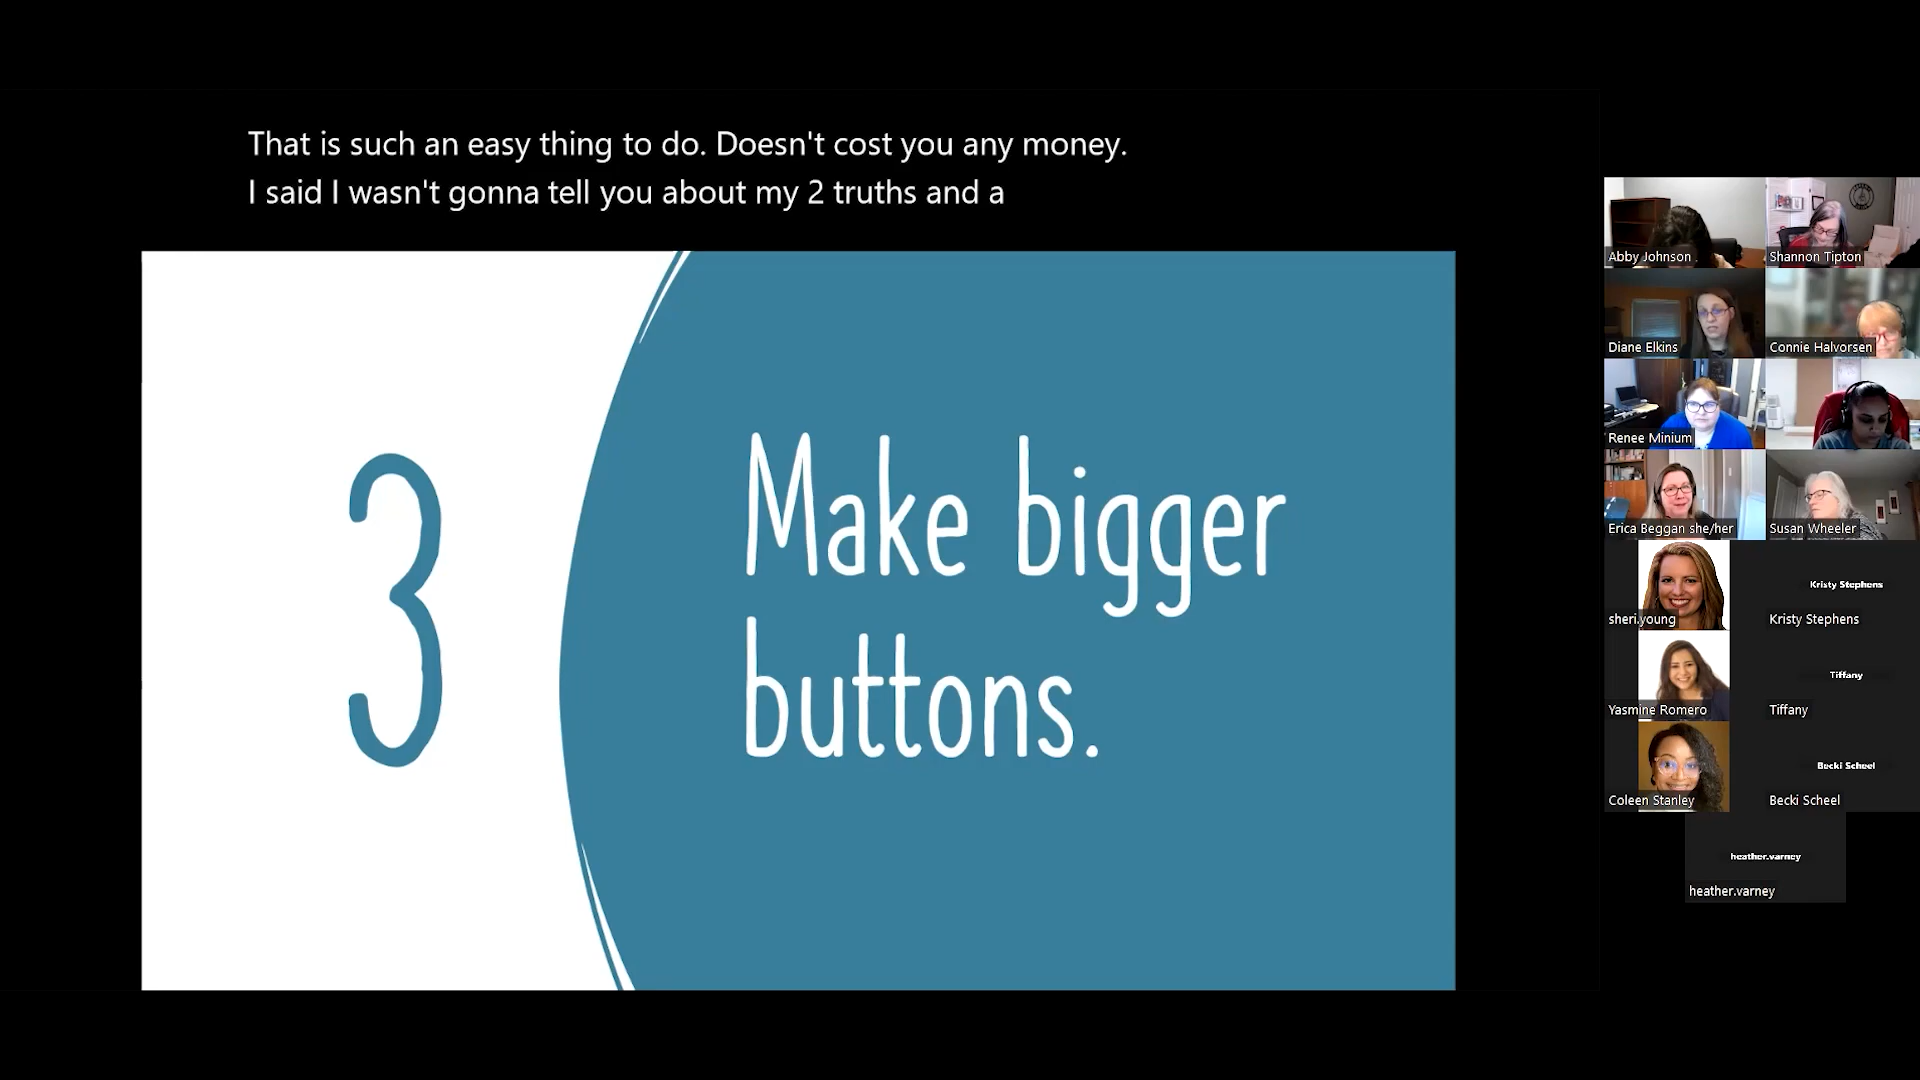 That is such an easy thing to do. Doesn't cost you any money.
I said I wasn't gonna tell you about my 2 truths and a
3
Make bigger
buttons.
Abby Johnson
Shannon Tipton
Diane Elkins
Connie Halvorsen
Renee Minium
Erica Beggan she/her
Susan Wheeler
sheri.young
Kristy Stephens
Kristy Stephens
Yasmine Romero
Tiffany
Tiffany
Coleen Stanley
Becki Scheel
Becki Scheel
heather.varney
heather.varney